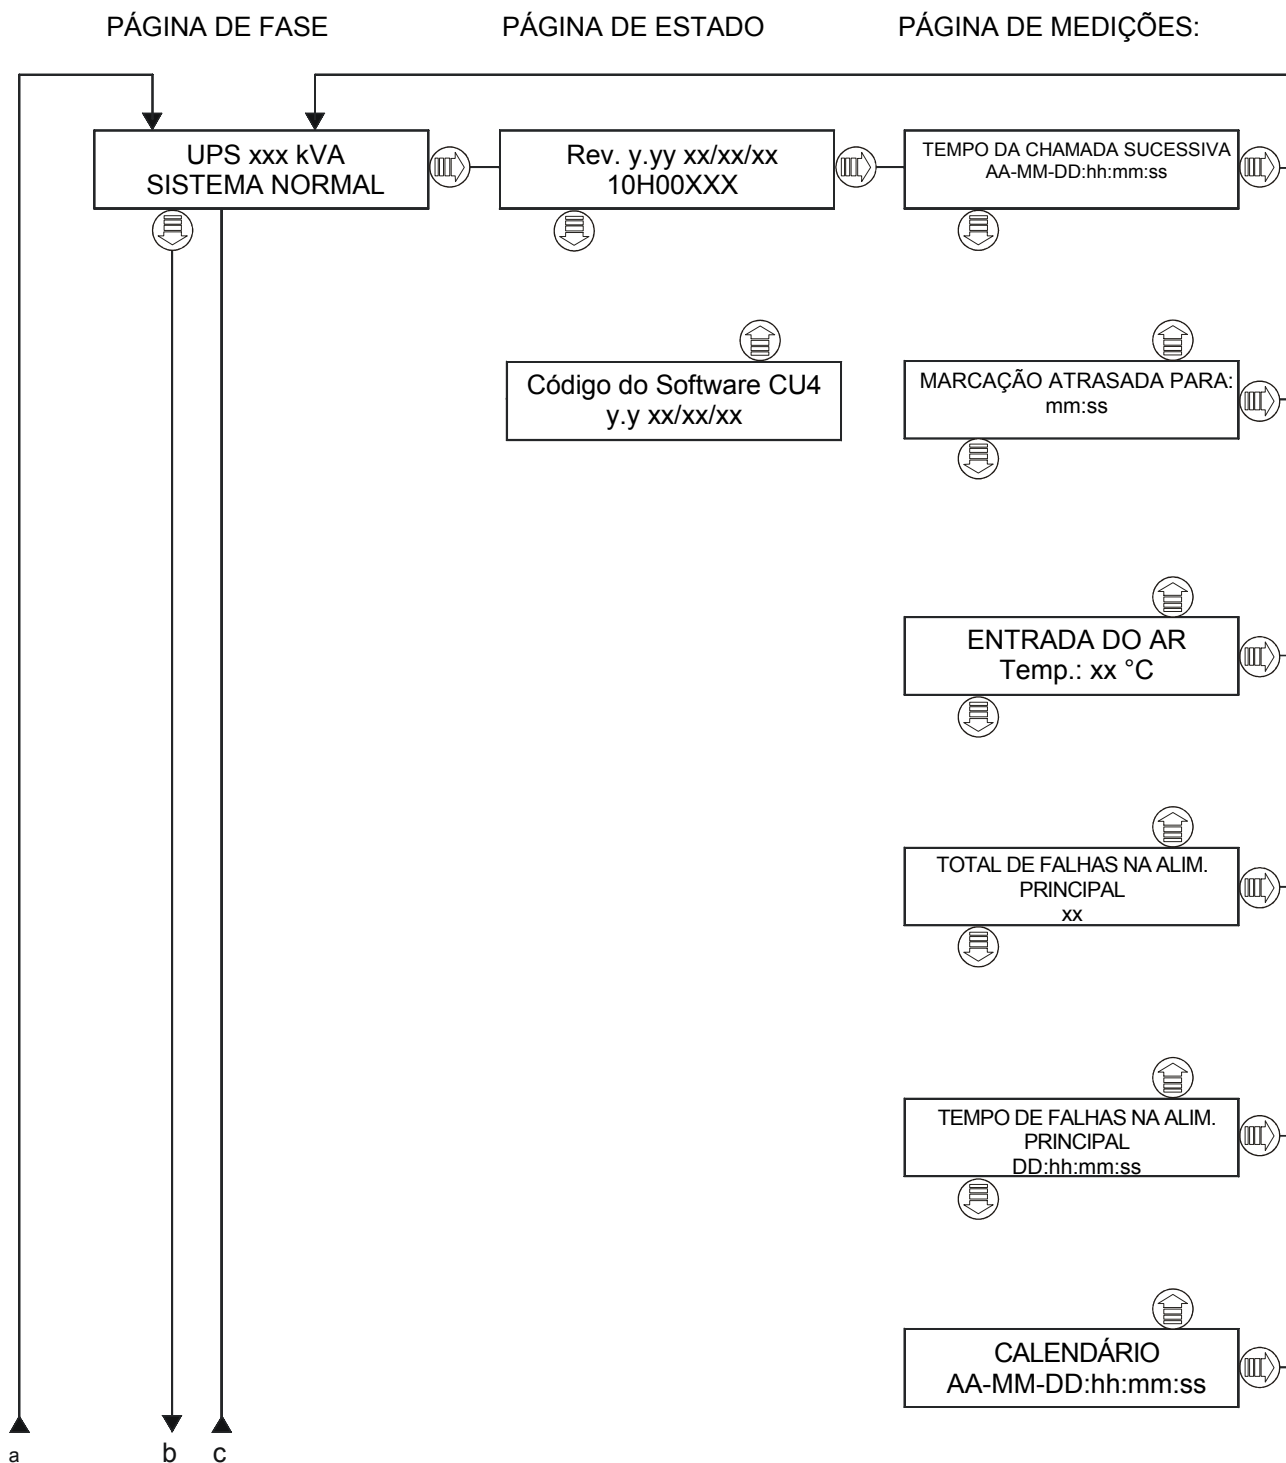 PÁGINA DE FASE
PÁGINA DE ESTADO
PÁGINA DE MEDIÇÕES:
UPS xxx kVA
SISTEMA NORMAL
Rev. y.yy xx/xx/xx
10H00XXX
TEMPO DA CHAMADA SUCESSIVA
AA-MM-DD:hh:mm:ss
Código do Software CU4
y.y xx/xx/xx
MARCAÇÃO ATRASADA PARA:
mm:ss
ENTRADA DO AR
Temp.: xx °C
TOTAL DE FALHAS NA ALIM.
PRINCIPAL
xx
TEMPO DE FALHAS NA ALIM.
PRINCIPAL
DD:hh:mm:ss
CALENDÁRIO
AA-MM-DD:hh:mm:ss
a
b
c